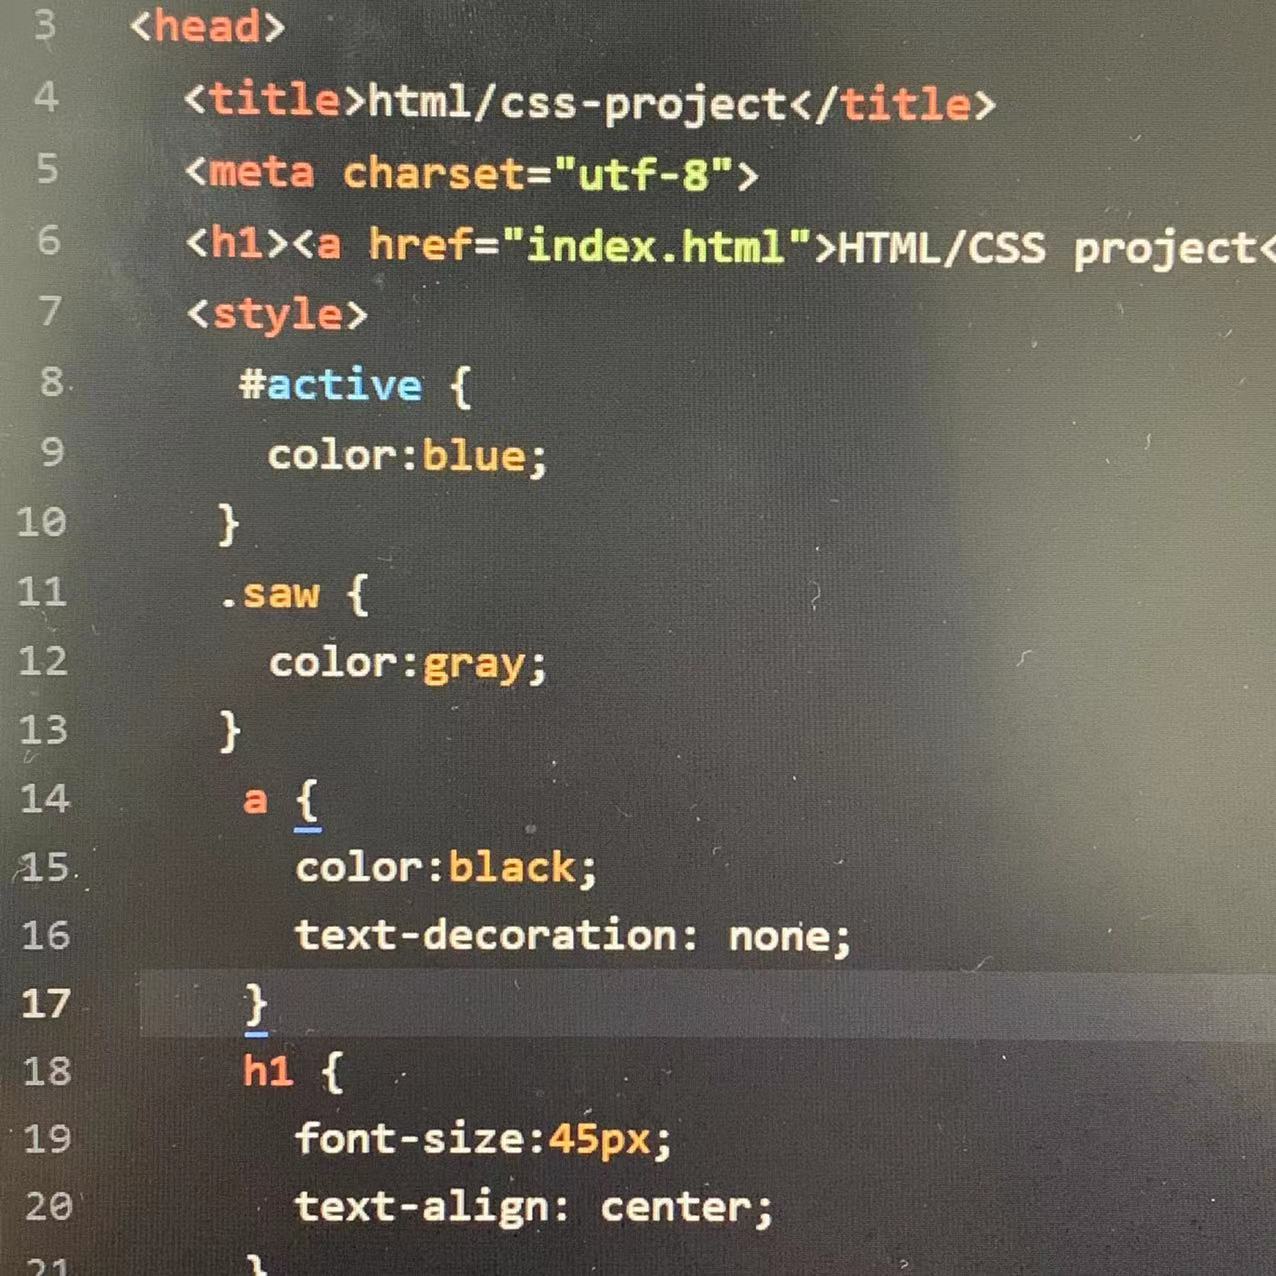 3 <head>
4 <title>html/css-project</title>
5 <meta charset="utf-8">
6 <h1><a href="index.html">HTML/CSS project<
7 <style>
8 #active {
9 color:blue;
10 }
11 .saw {
12 color:gray;
13 }
14 a {
15 color:black;
16 text-decoration: none;
17 }
18 h1 {
19 font-size:45px;
20 text-align: center;
21 }